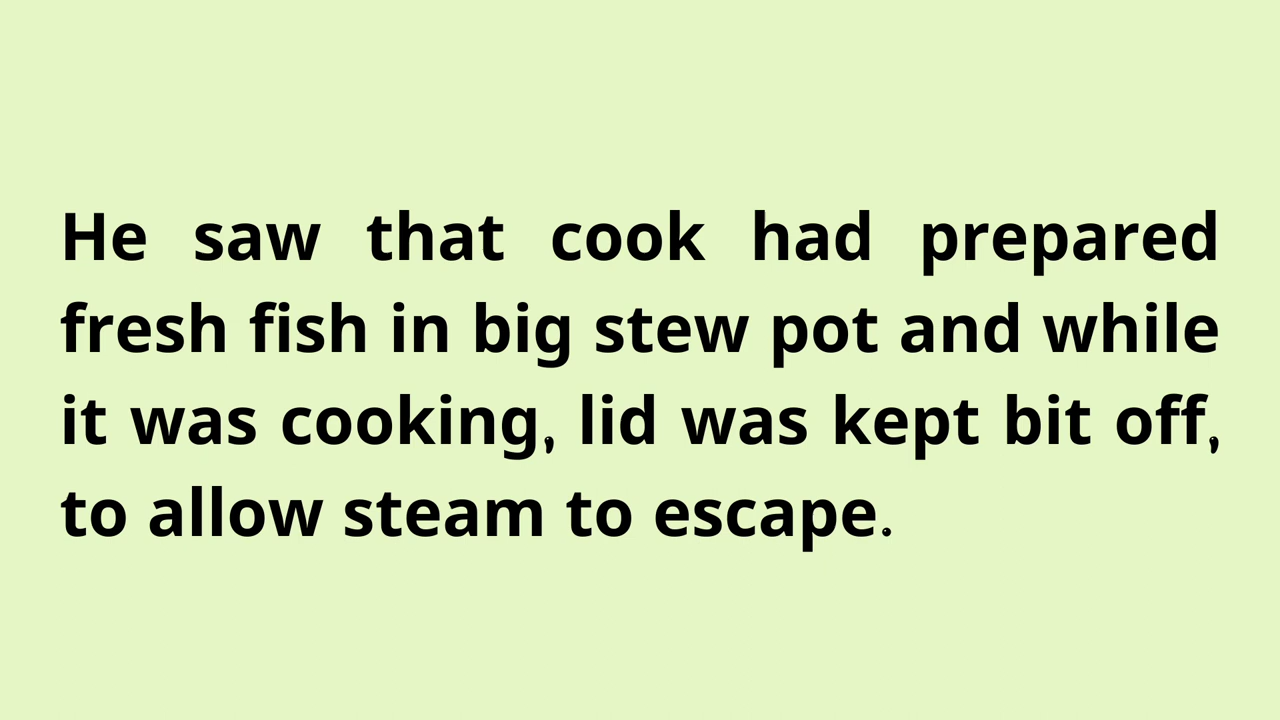 He saw that cook had prepared
fresh fish in big stew pot and while
it was cooking, lid was kept bit off,
to allow steam to escape.